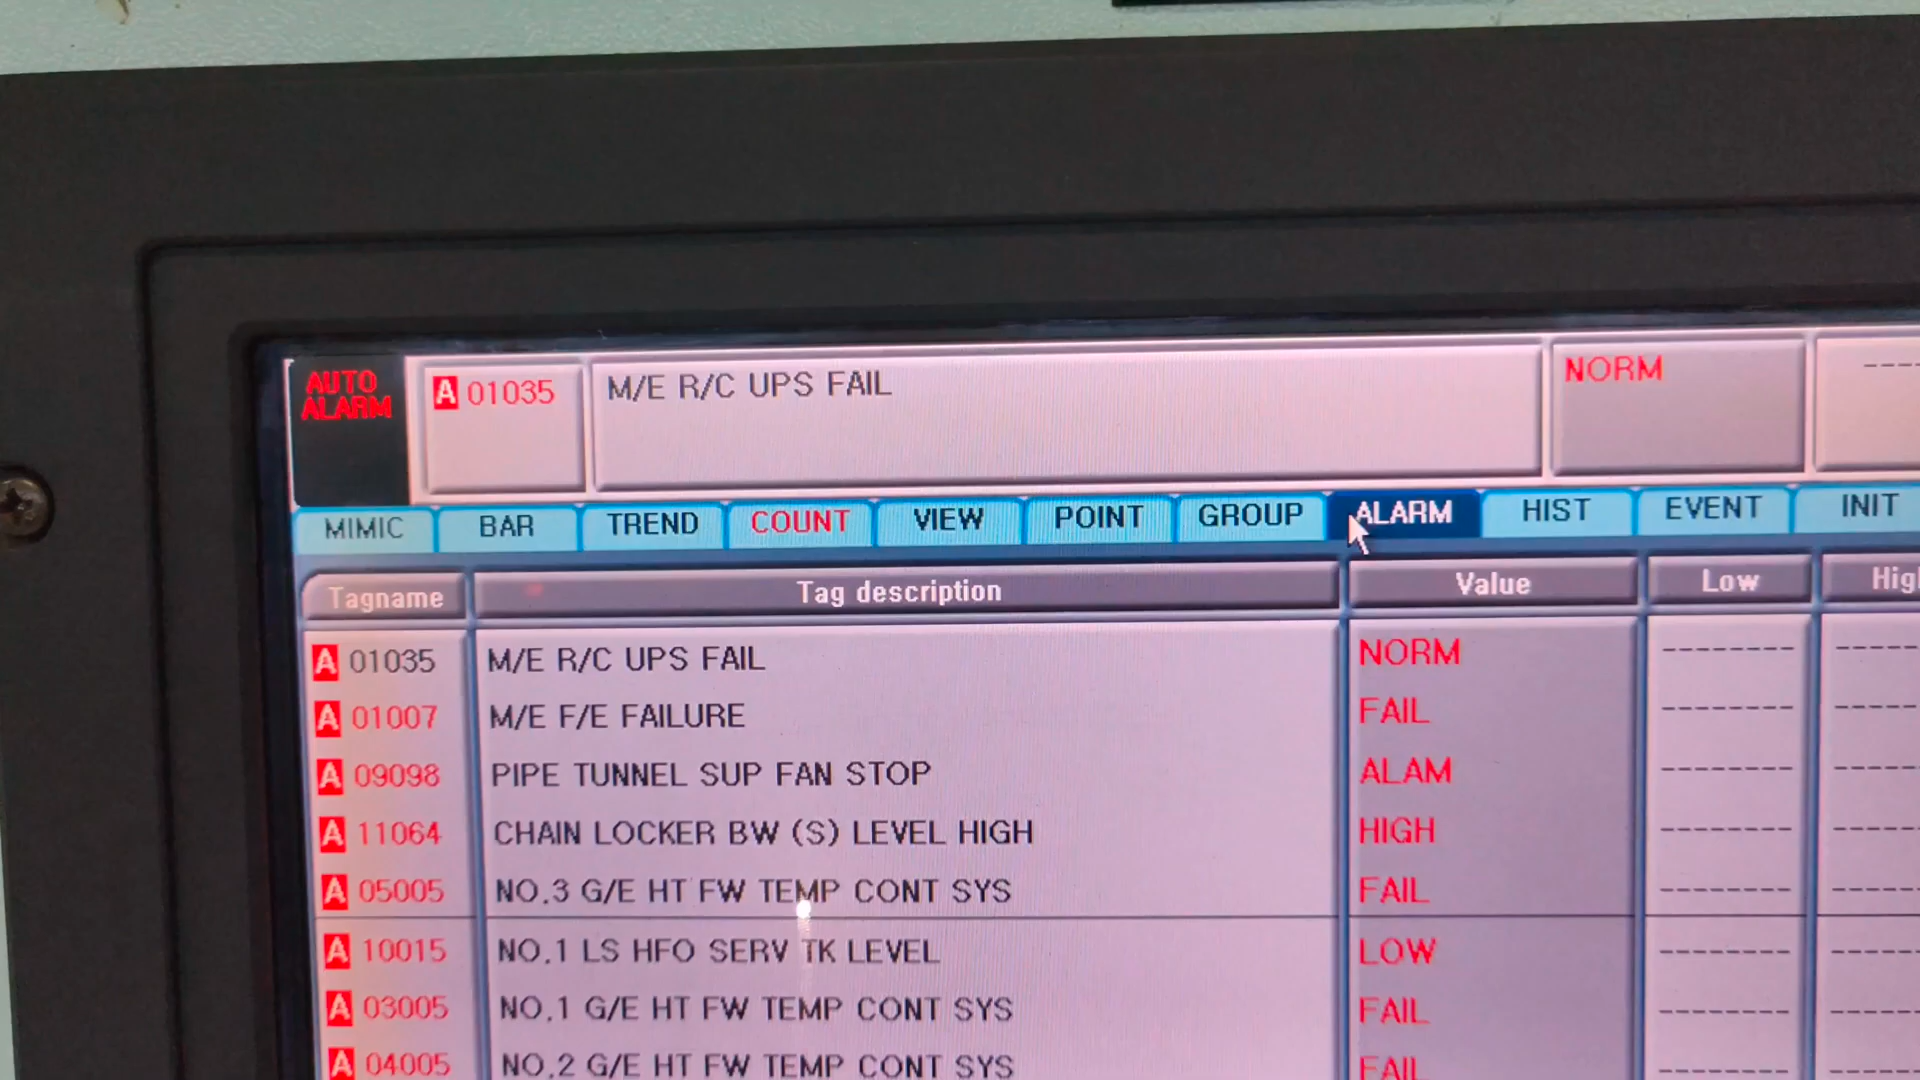 AUTO
ALARM
A 01035 M/E R/C UPS FAIL NORM ----
MIMIC BAR TREND COUNT VIEW POINT GROUP ALARM HIST EVENT INIT
Tagname Tag description Value Low
A 01035 M/E R/C UPS FAIL NORM -------- -----
A 01007 M/E F/E FAILURE FAIL -------- -----
A 09098 PIPE TUNNEL SUP FAN STOP ALAM -------- -----
A 11064 CHAIN LOCKER BW (S) LEVEL HIGH HIGH -------- -----
A 05005 NO.3 G/E HT FW TEMP CONT SYS FAIL -------- -----
A 10015 NO.1 LS HFO SERV TK LEVEL LOW -------- -----
A 03005 NO.1 G/E HT FW TEMP CONT SYS FAIL -------- -----
A 04005 NO.2 G/E HT FW TEMP CONT SYS FAIL -------- -----